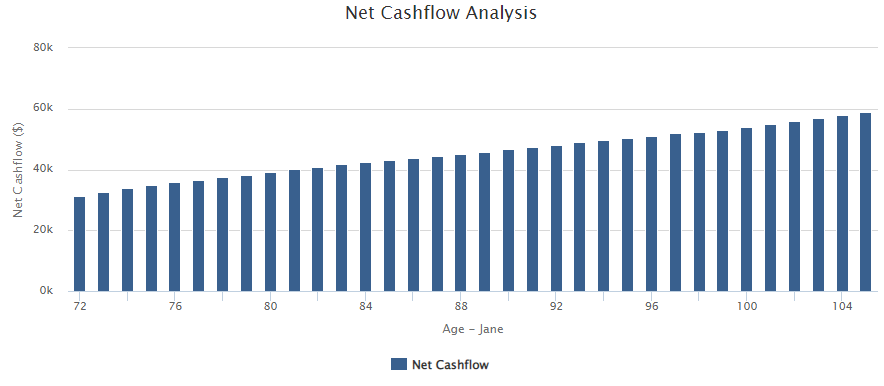 Net Cashflow Analysis
80k
60k
40k
20k
0k
Net Cashflow ($)
72 76 80 84 88 92 96 100 104
Age - Jane
Net Cashflow